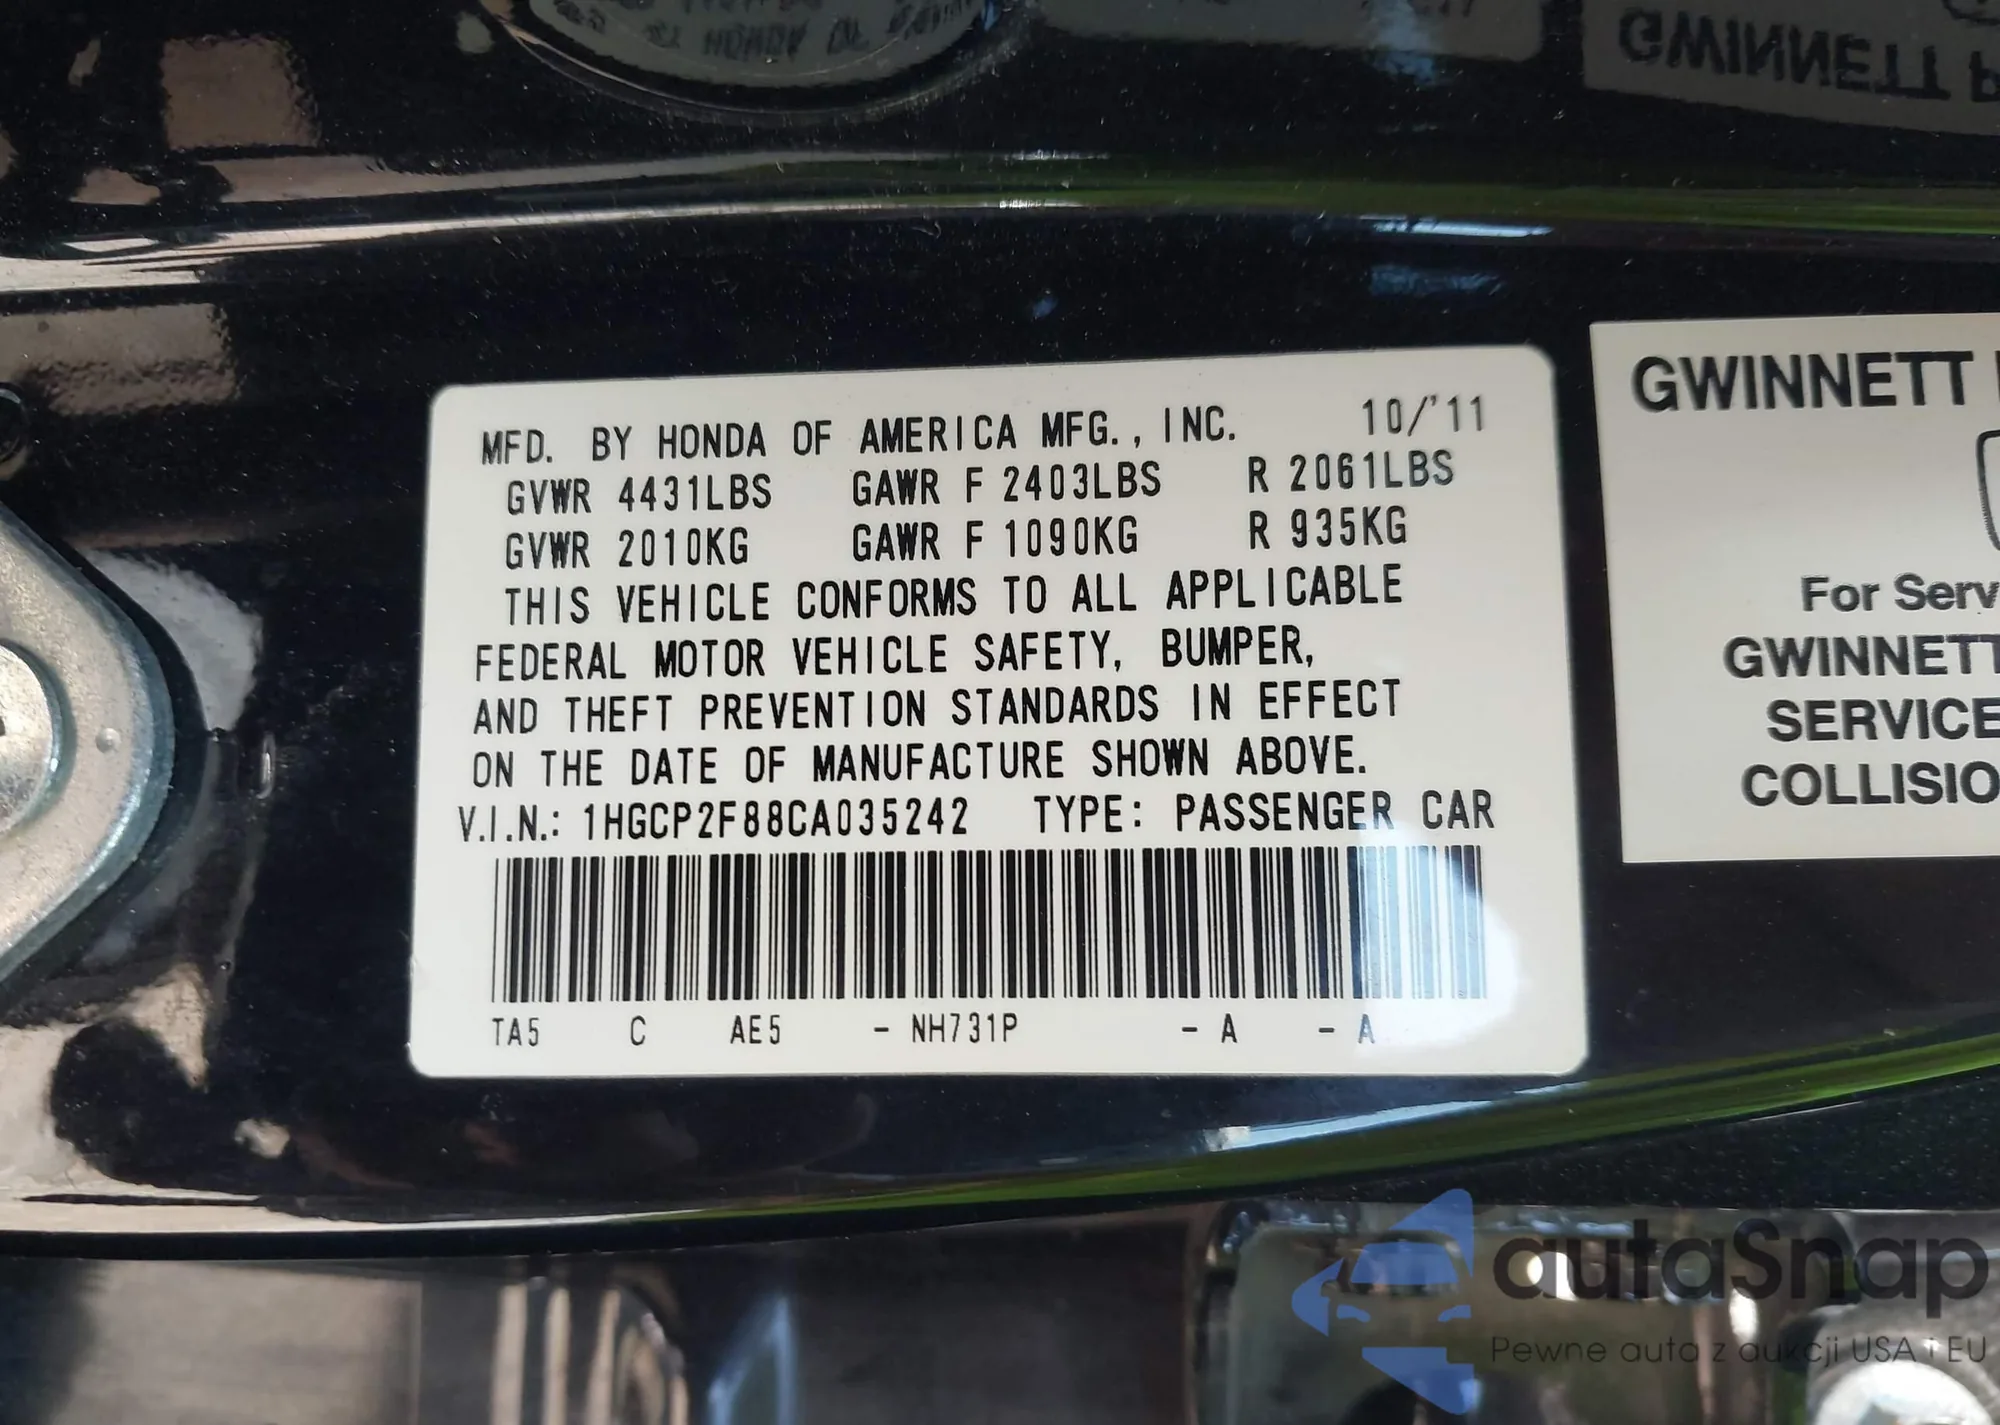 GWINNETT
MFD. BY HONDA OF AMERICA MFG., INC. 10/'11
GVWR 4431LBS GAWR F 2403LBS R 2061LBS
GVWR 2010KG GAWR F 1090KG R 935KG
THIS VEHICLE CONFORMS TO ALL APPLICABLE
FEDERAL MOTOR VEHICLE SAFETY, BUMPER,
AND THEFT PREVENTION STANDARDS IN EFFECT
ON THE DATE OF MANUFACTURE SHOWN ABOVE.
V.I.N.: 1HGCP2F88CA035242 TYPE: PASSENGER CAR
TA5 C AE5 - NH731P - A - A
GWINNETT
For Serv
GWINNETT
SERVICE
COLLISIO
autaSnap
Pewne auta z aukcji USA i EU